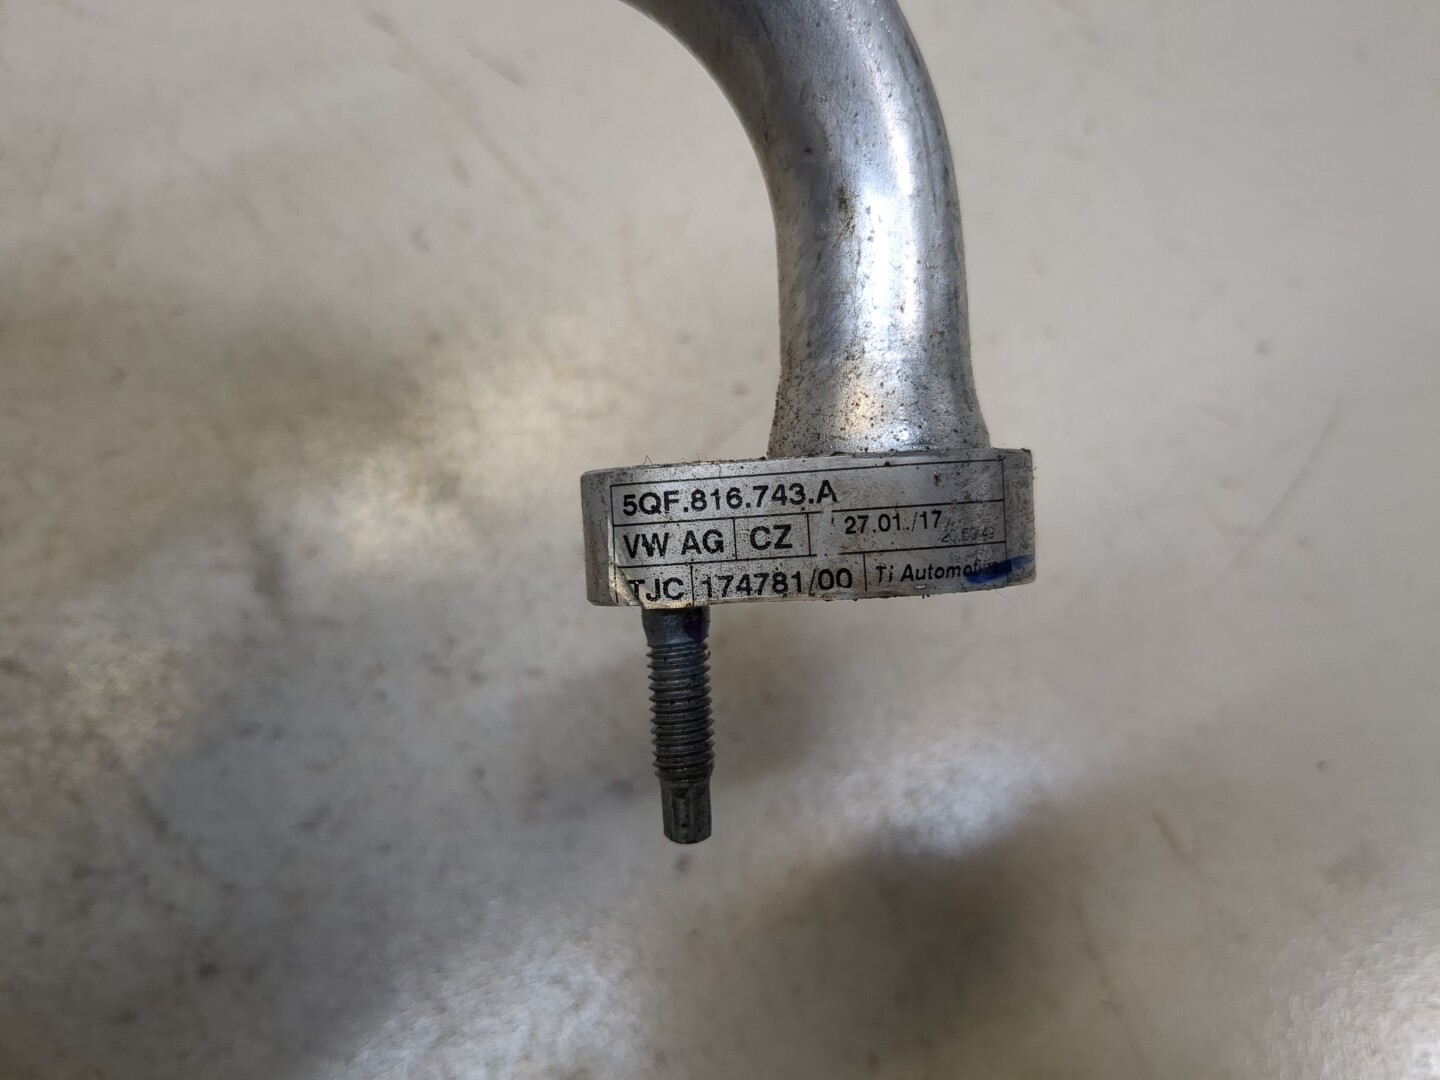 5QF.816.743.A
VW AG CZ 27.01./17
TJC 174781/00 Ti Automotive